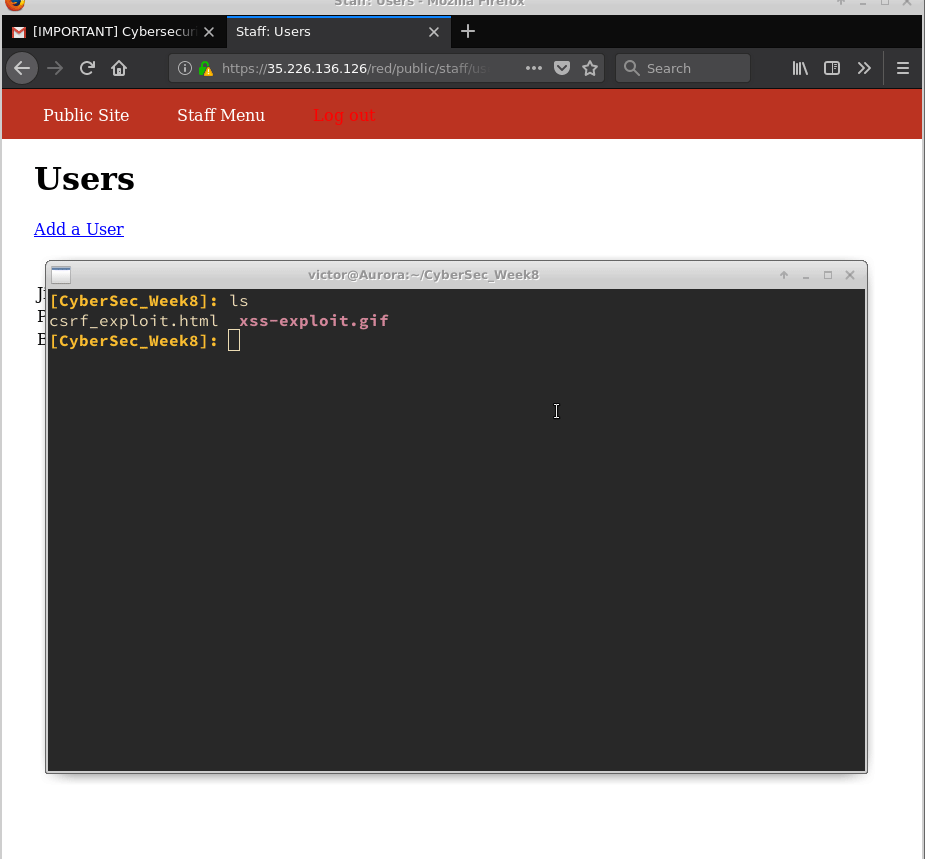 Staff: Users - Mozilla Firefox
[IMPORTANT] Cybersecur
Staff: Users
https://35.226.136.126/red/public/staff/us
Search
Public Site
Staff Menu
Log out
Users
Add a User
victor@Aurora:~/CyberSec_Week8
[CyberSec_Week8]: ls
csrf_exploit.html xss-exploit.gif
[CyberSec_Week8]: